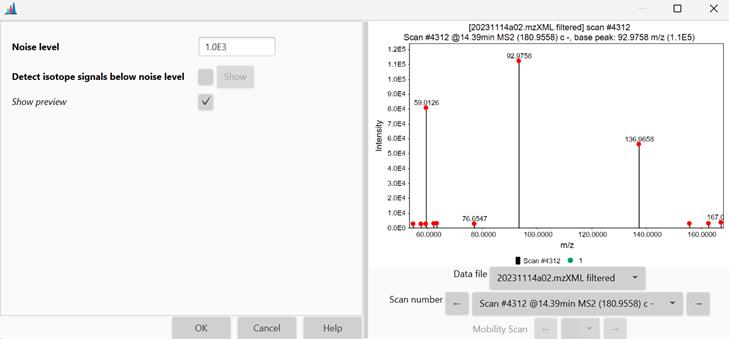 Noise level
1.0E3
Detect isotope signals below noise level
Show
Show preview
OK
Cancel
Help
[20231114a02.mzXML filtered] scan #4312
Scan #4312 @14.39min MS2 (180.9558) c -, base peak: 92.9758 m/z (1.1E5)
Intensity
1.2E5
1.1E5
1.0E5
9.0E4
8.0E4
7.0E4
6.0E4
5.0E4
4.0E4
3.0E4
2.0E4
1.0E4
0.0E0
92.9758
59.0126
136.9658
76.6547
167.0
60.0000
80.0000
100.0000
120.0000
140.0000
160.0000
m/z
Scan #4312
1
Data file
20231114a02.mzXML filtered
Scan number
←
Scan #4312 @14.39min MS2 (180.9558) c -
→
Mobility Scan
←
→